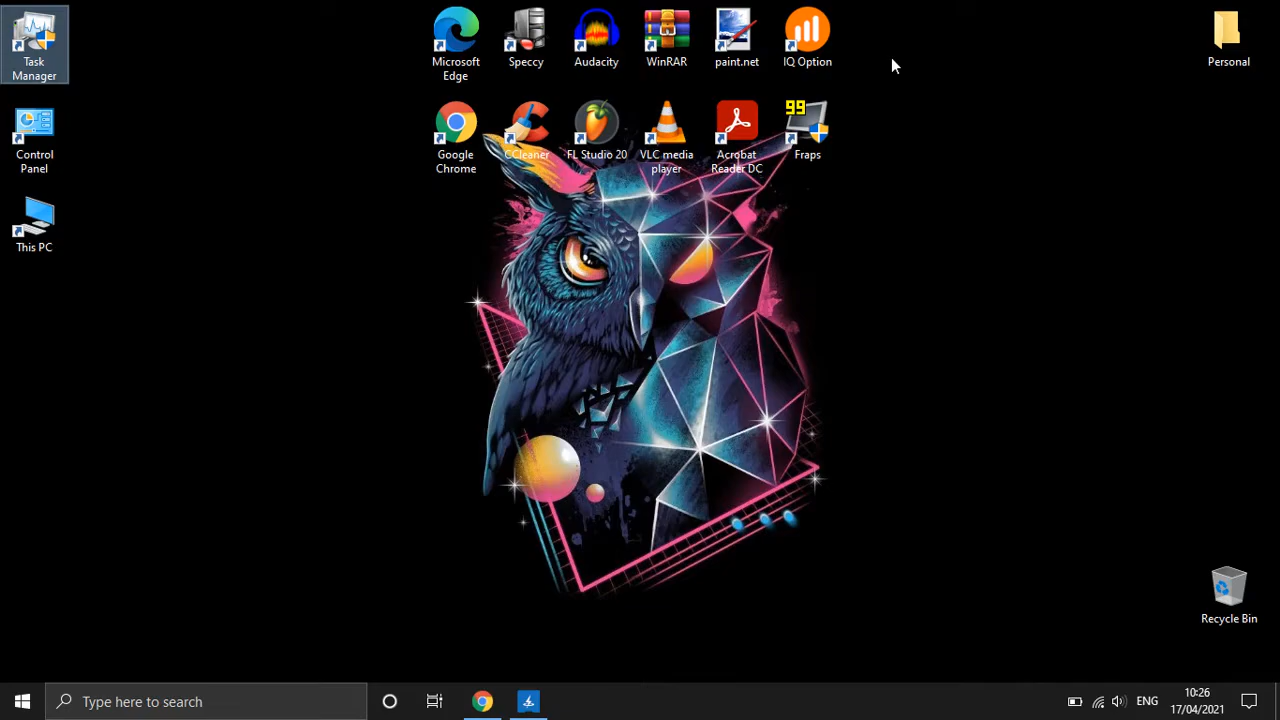 Task
Manager
Control
Panel
This PC
Microsoft
Edge
Speccy
Audacity
WinRAR
paint.net
IQ Option
Google
Chrome
CCleaner
FL Studio 20
VLC media
player
Acrobat
Reader DC
99
Fraps
Personal
Recycle Bin
Type here to search
ENG
10:26
17/04/2021